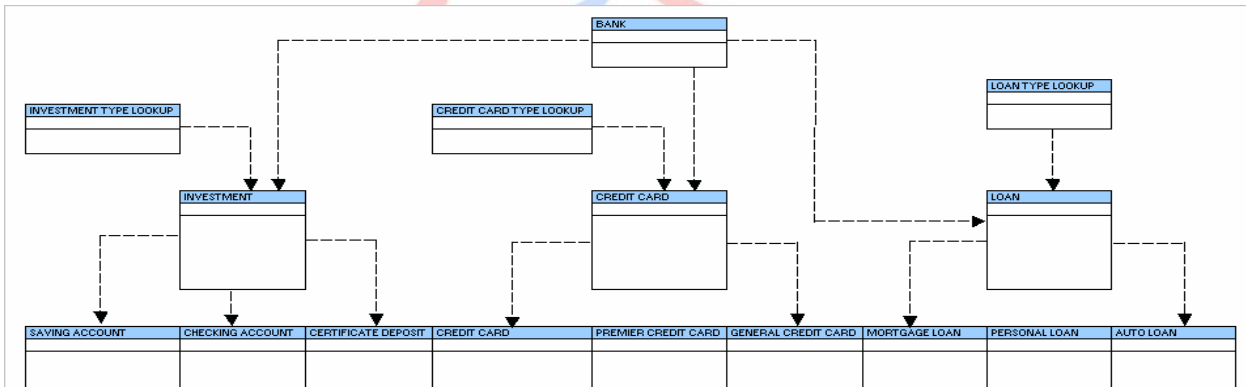 BANK
LOAN TYPE LOOKUP
INVESTMENT TYPE LOOKUP
CREDIT CARD TYPE LOOKUP
INVESTMENT
CREDIT CARD
LOAN
SAVING ACCOUNT
CHECKING ACCOUNT
CERTIFICATE DEPOSIT
CREDIT CARD
PREMIER CREDIT CARD
GENERAL CREDIT CARD
MORTGAGE LOAN
PERSONAL LOAN
AUTO LOAN